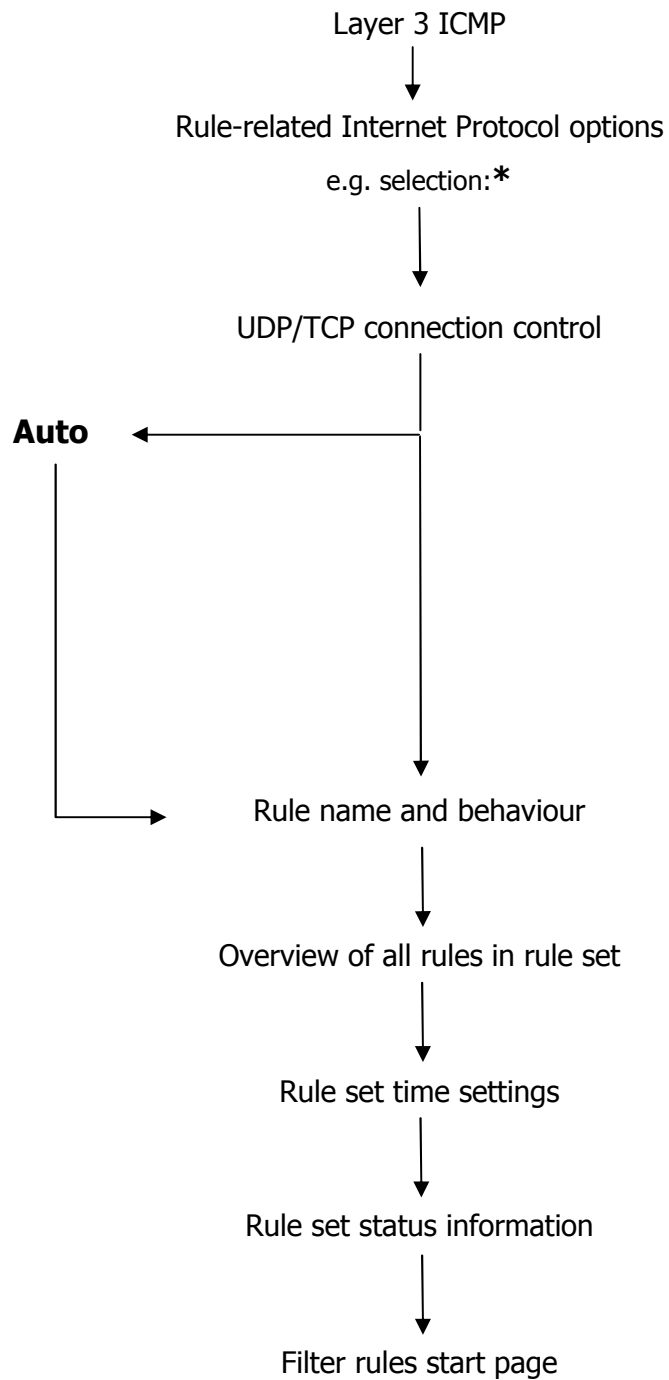 Layer 3 ICMP
Rule-related Internet Protocol options
e.g. selection:*
UDP/TCP connection control
Auto
Rule name and behaviour
Overview of all rules in rule set
Rule set time settings
Rule set status information
Filter rules start page